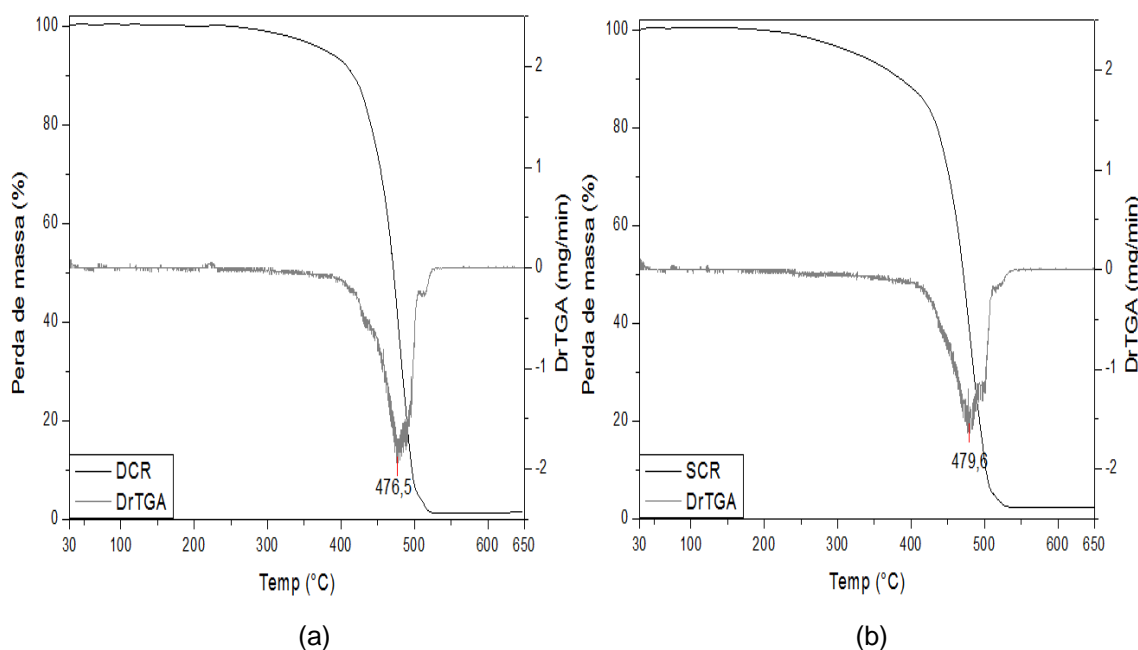 100
80
60
40
20
0
Perda de massa (%)
2
1
0
-1
-2
DrTGA (mg/min)
DCR
DrTGA
476,5
30 100 200 300 400 500 600 650
Temp (°C)
(a)
100
80
60
40
20
0
Perda de massa (%)
2
1
0
-1
-2
DrTGA (mg/min)
SCR
DrTGA
479,6
30 100 200 300 400 500 600 650
Temp (°C)
(b)